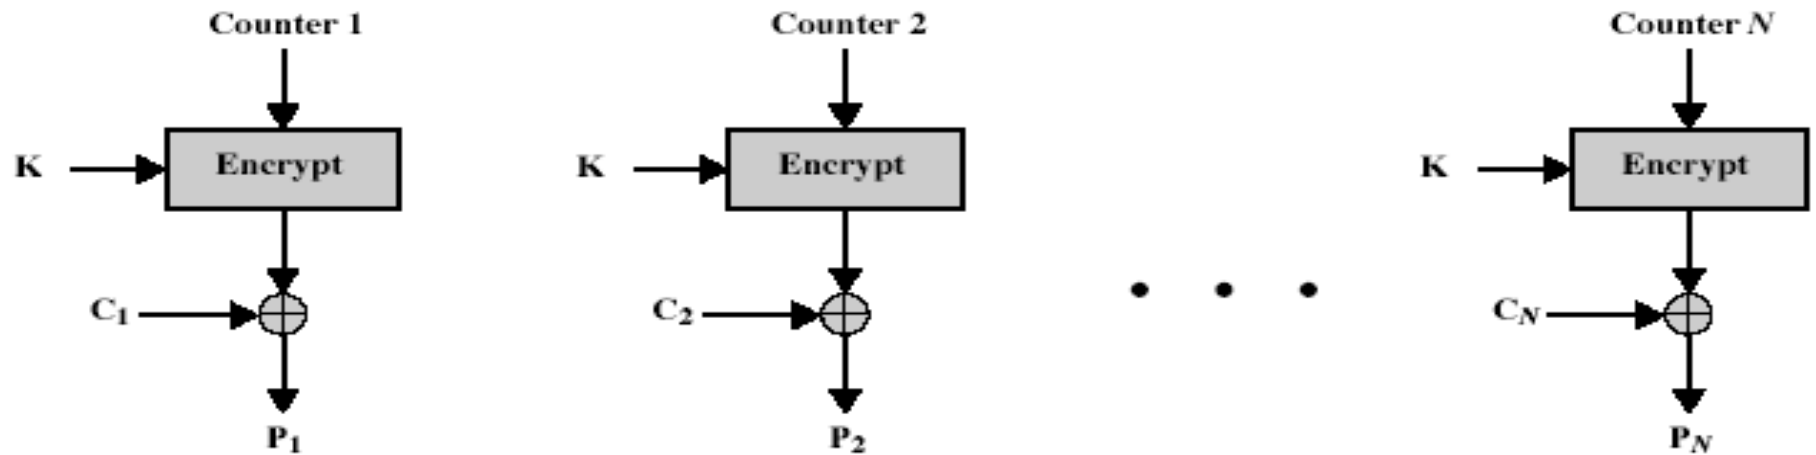 Counter 1 Counter 2 Counter N
K Encrypt K Encrypt K Encrypt
C1 C2 CN
P1 P2 PN